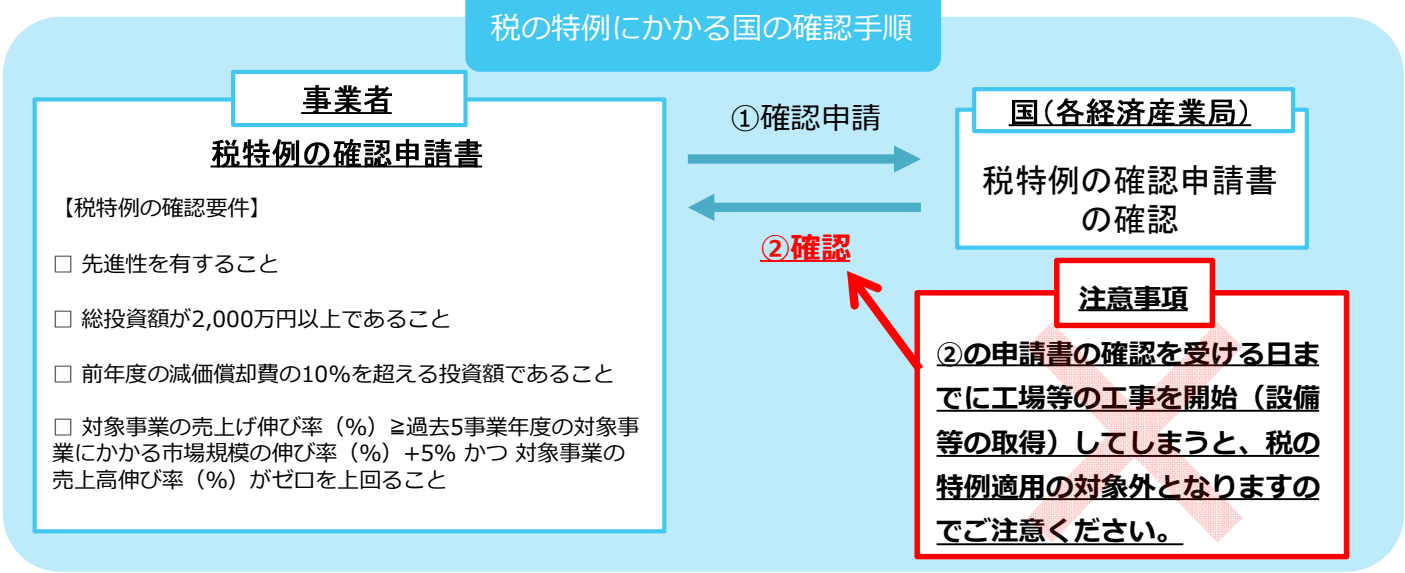 税の特例にかかる国の確認手順
事業者
税特例の確認申請書
【税特例の確認要件】
□ 先進性を有すること
□ 総投資額が2,000万円以上であること
□ 前年度の減価償却費の10%を超える投資額であること
□ 対象事業の売上げ伸び率（%）≧過去5事業年度の対象事
業にかかる市場規模の伸び率（%）+5% かつ 対象事業の
売上高伸び率（%）がゼロを上回ること
①確認申請
②確認
国（各経済産業局）
税特例の確認申請書
の確認
注意事項
②の申請書の確認を受ける日ま
でに工場等の工事を開始（設備
等の取得）してしまうと、税の
特例適用の対象外となりますの
でご注意ください。